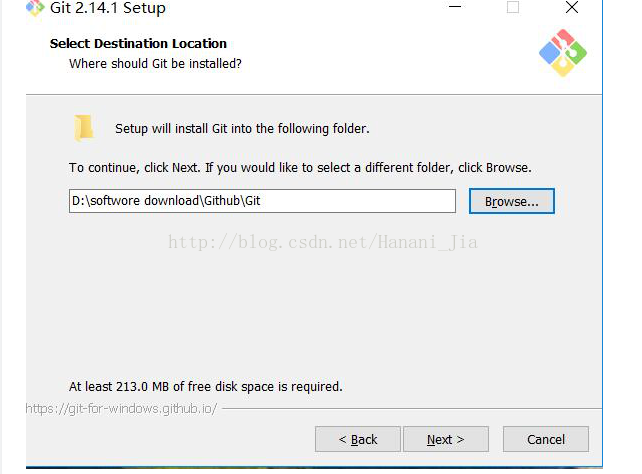 Git 2.14.1 Setup
Select Destination Location
Where should Git be installed?
Setup will install Git into the following folder.
To continue, click Next. If you would like to select a different folder, click Browse.
D:\softwore download\Github\Git
Browse...
http://blog.csdn.net/Hanani_Jia
At least 213.0 MB of free disk space is required.
https://git-for-windows.github.io/
< Back
Next >
Cancel